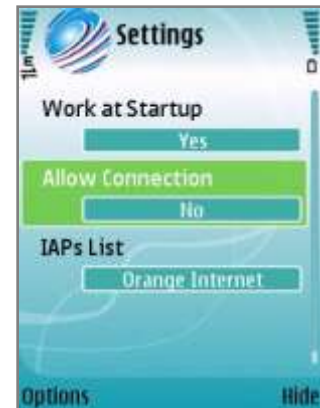 Settings
Work at Startup
Yes
Allow Connection
No
IAPs List
Orange Internet
Options Hide